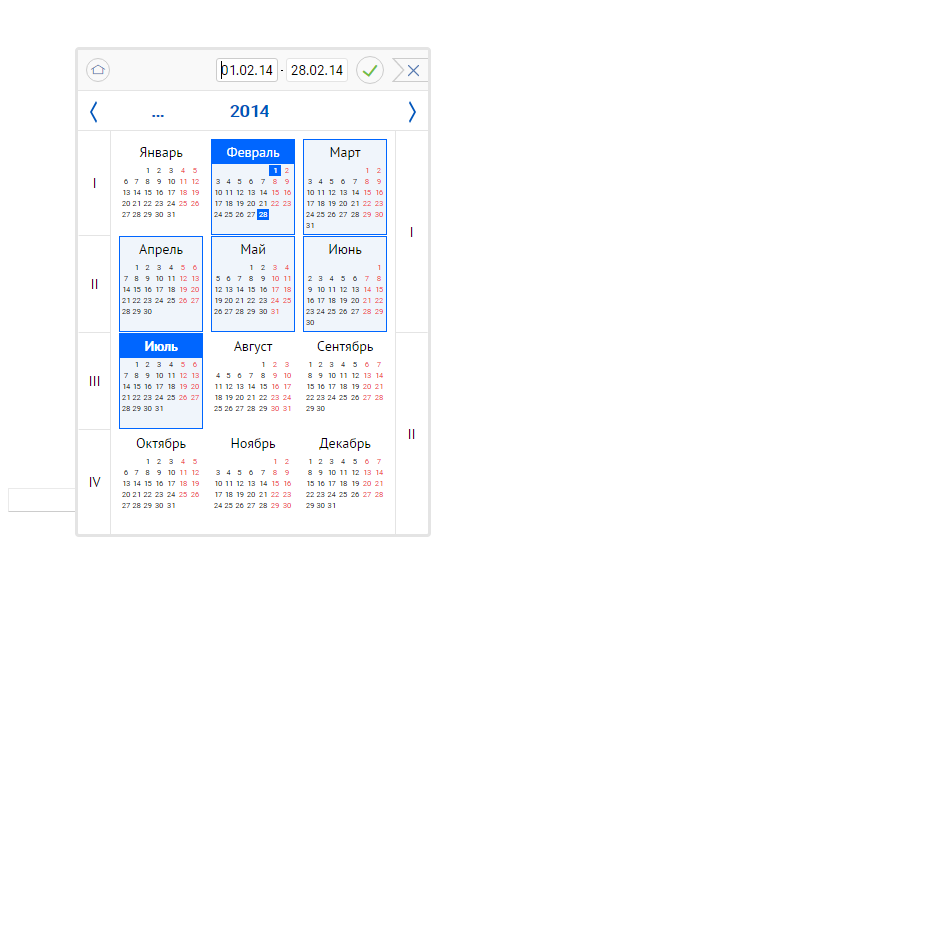 01.02.14 - 28.02.14
... 2014
Январь Февраль Март
1 2 3 4 5 1 2 1 2
I 6 7 8 9 10 11 12 3 4 5 6 7 8 9 3 4 5 6 7 8 9
13 14 15 16 17 18 19 10 11 12 13 14 15 16 10 11 12 13 14 15 16
20 21 22 23 24 25 26 17 18 19 20 21 22 23 17 18 19 20 21 22 23
27 28 29 30 31 24 25 26 27 28 24 25 26 27 28 29 30
31 I
Апрель Май Июнь
1 2 3 4 5 6 1 2 3 4 1
II 7 8 9 10 11 12 13 5 6 7 8 9 10 11 2 3 4 5 6 7 8
14 15 16 17 18 19 20 12 13 14 15 16 17 18 9 10 11 12 13 14 15
21 22 23 24 25 26 27 19 20 21 22 23 24 25 16 17 18 19 20 21 22
28 29 30 26 27 28 29 30 31 23 24 25 26 27 28 29
30
Июль Август Сентябрь
1 2 3 4 5 6 1 2 3 1 2 3 4 5 6 7
III 7 8 9 10 11 12 13 4 5 6 7 8 9 10 8 9 10 11 12 13 14
14 15 16 17 18 19 20 11 12 13 14 15 16 17 15 16 17 18 19 20 21
21 22 23 24 25 26 27 18 19 20 21 22 23 24 22 23 24 25 26 27 28
28 29 30 31 25 26 27 28 29 30 31 29 30
II
Октябрь Ноябрь Декабрь
1 2 3 4 5 1 2 1 2 3 4 5 6 7
6 7 8 9 10 11 12 3 4 5 6 7 8 9 8 9 10 11 12 13 14
IV 13 14 15 16 17 18 19 10 11 12 13 14 15 16 15 16 17 18 19 20 21
20 21 22 23 24 25 26 17 18 19 20 21 22 23 22 23 24 25 26 27 28
27 28 29 30 31 24 25 26 27 28 29 30 29 30 31